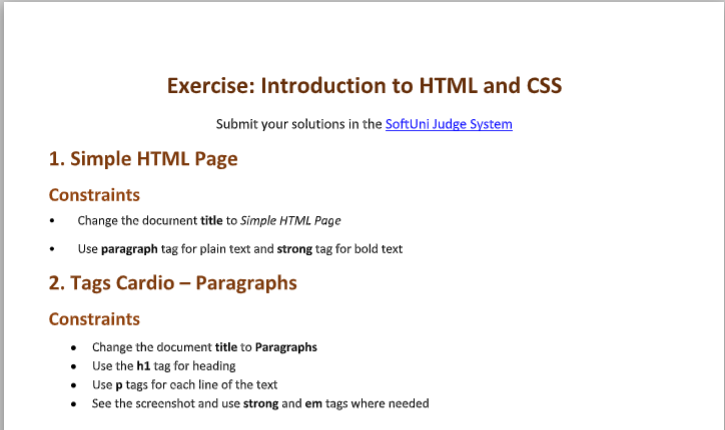 Exercise: Introduction to HTML and CSS
Submit your solutions in the SoftUni Judge System
1. Simple HTML Page
Constraints
• Change the document title to Simple HTML Page
• Use paragraph tag for plain text and strong tag for bold text
2. Tags Cardio – Paragraphs
Constraints
• Change the document title to Paragraphs
• Use the h1 tag for heading
• Use p tags for each line of the text
• See the screenshot and use strong and em tags where needed